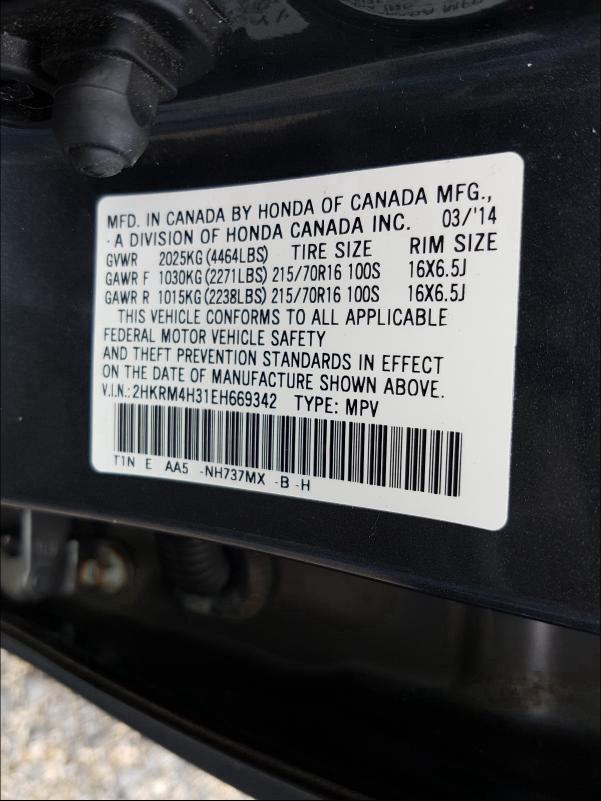 MFD. IN CANADA BY HONDA OF CANADA MFG.,
A DIVISION OF HONDA CANADA INC. 03/'14
GVWR 2025KG (4464LBS) TIRE SIZE RIM SIZE
GAWR F 1030KG (2271LBS) 215/70R16 100S 16X6.5J
GAWR R 1015KG (2238LBS) 215/70R16 100S 16X6.5J
THIS VEHICLE CONFORMS TO ALL APPLICABLE
FEDERAL MOTOR VEHICLE SAFETY
AND THEFT PREVENTION STANDARDS IN EFFECT
ON THE DATE OF MANUFACTURE SHOWN ABOVE.
V.I.N.: 2HKRM4H31EH669342 TYPE: MPV
T1N E AA5 -NH737MX -B -H